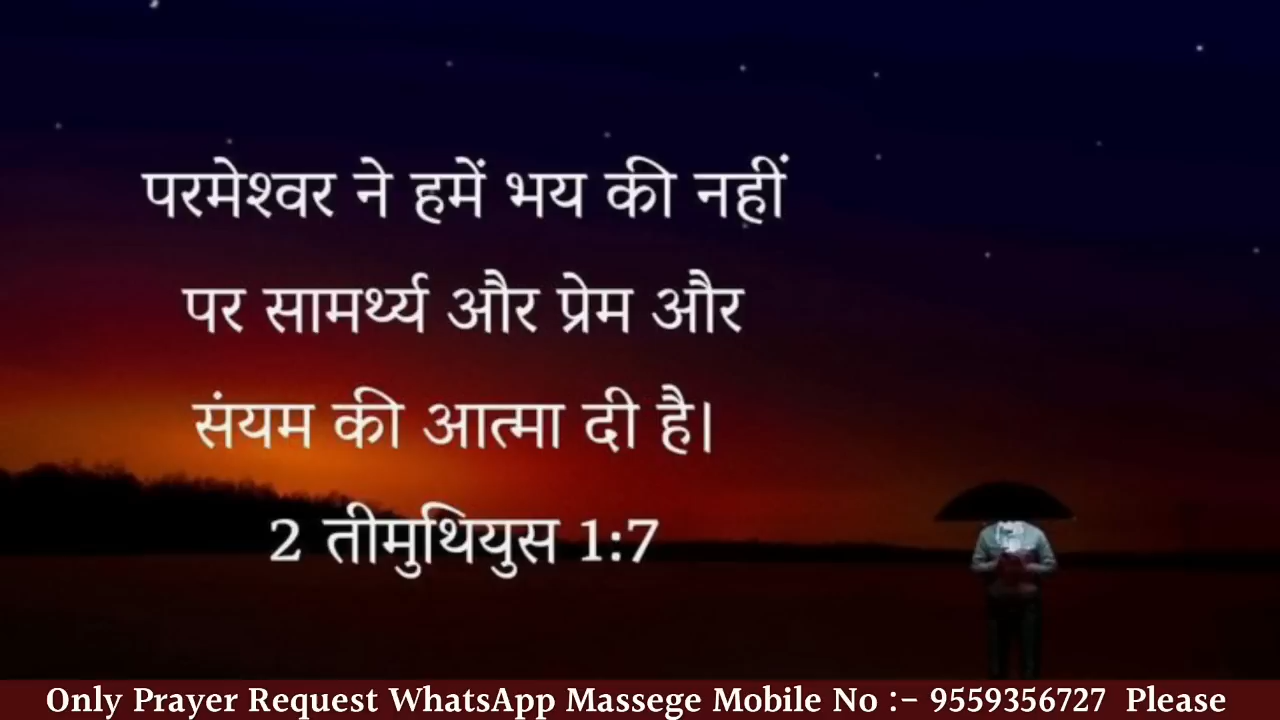 परमेश्वर ने हमें भय की नहीं
पर सामर्थ्य और प्रेम और
संयम की आत्मा दी है।
2 तीमुथियुस 1:7
Only Prayer Request WhatsApp Massege Mobile No :- 9559356727 Please